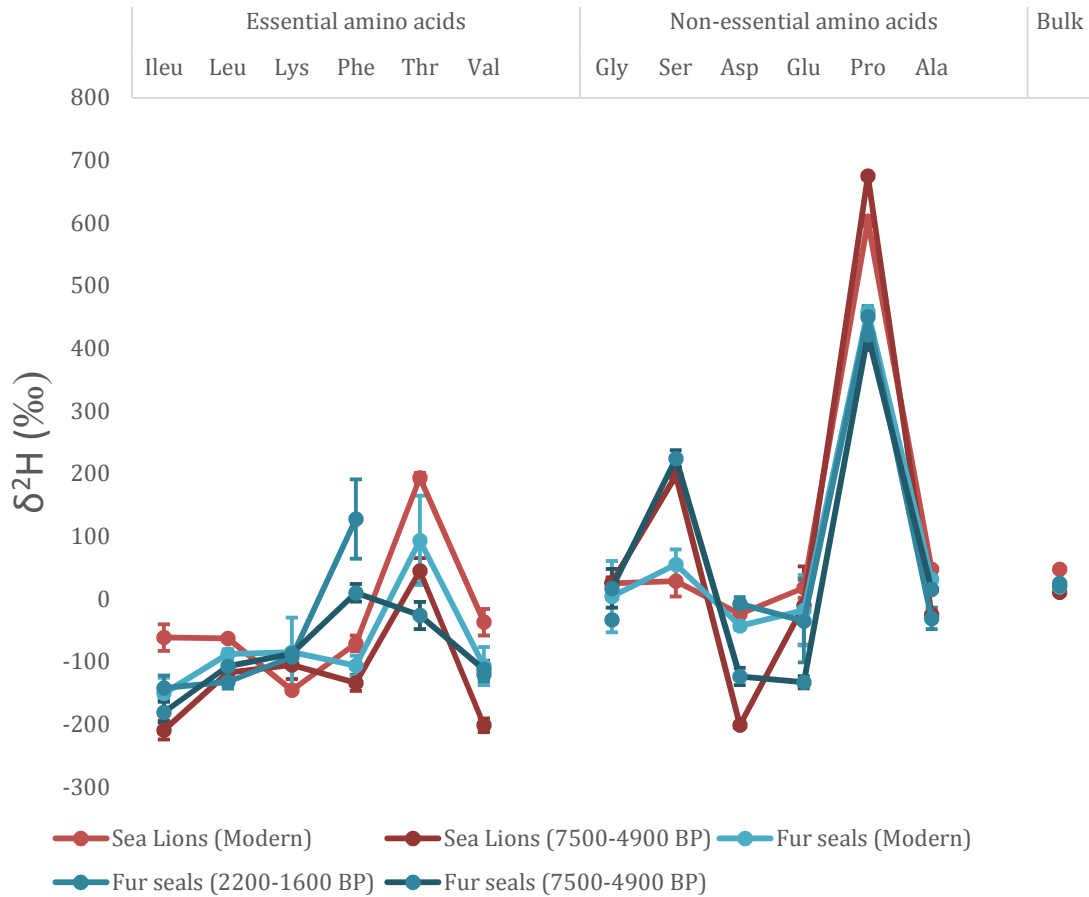 Essential amino acids Non-essential amino acids Bulk
Ileu Leu Lys Phe Thr Val Gly Ser Asp Glu Pro Ala
800
700
600
500
400
300
200
100
0
-100
-200
-300
δ²H (‰)
Sea Lions (Modern) Sea Lions (7500-4900 BP) Fur seals (Modern)
Fur seals (2200-1600 BP) Fur seals (7500-4900 BP)